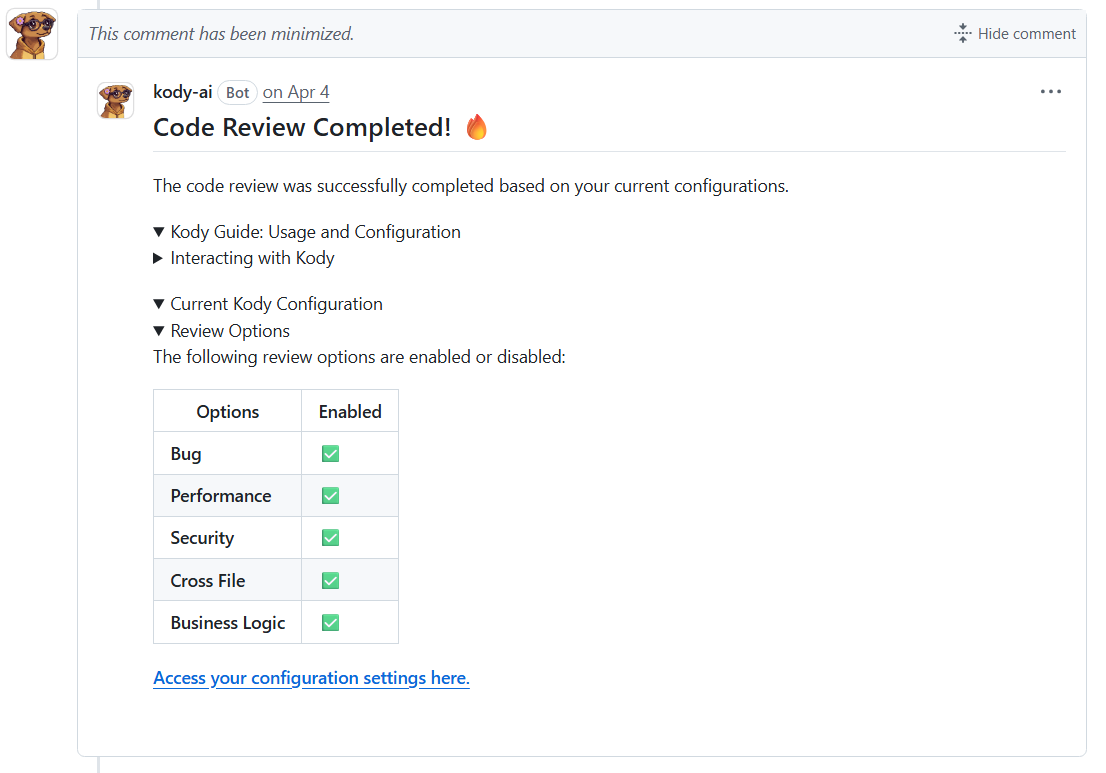 This comment has been minimized.
Hide comment
kody-ai Bot on Apr 4
Code Review Completed! 🔥
The code review was successfully completed based on your current configurations.
▼ Kody Guide: Usage and Configuration
▶ Interacting with Kody
▼ Current Kody Configuration
▼ Review Options
The following review options are enabled or disabled:
Options Enabled
Bug ✅
Performance ✅
Security ✅
Cross File ✅
Business Logic ✅
Access your configuration settings here.